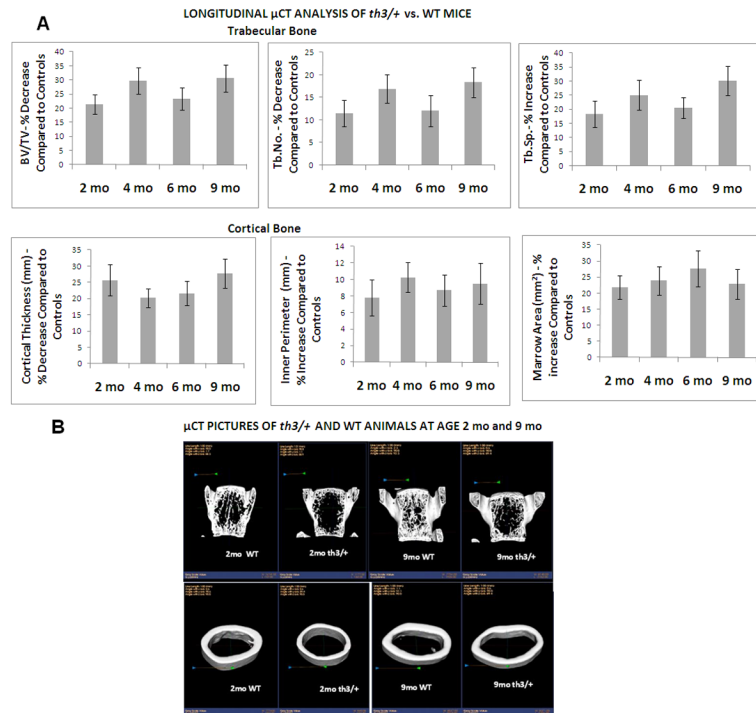 A
LONGITUDINAL µCT ANALYSIS OF th3/+ vs. WT MICE
Trabecular Bone
BV/TV-% Decrease
Compared to Controls
40
35
30
25
20
15
10
5
0
2 mo 4 mo 6 mo 9 mo
Tb.No.-% Decrease
Compared to Controls
25
20
15
10
5
0
2 mo 4 mo 6 mo 9 mo
Tb.Sp.-% Increase
Compared to Controls
40
35
30
25
20
15
10
5
0
2 mo 4 mo 6 mo 9 mo
Cortical Bone
Cortical Thickness (mm) -
% Decrease Compared to
Controls
35
30
25
20
15
10
5
0
2 mo 4 mo 6 mo 9 mo
Inner Perimeter (mm) -
% Increase Compared to
Controls
14
12
10
8
6
4
2
0
2 mo 4 mo 6 mo 9 mo
Marrow Area(mm²) - %
increase Compared to
Controls
35
30
25
20
15
10
5
0
2 mo 4 mo 6 mo 9 mo
B
µCT PICTURES OF th3/+ AND WT ANIMALS AT AGE 2 mo and 9 mo
2mo WT
2mo th3/+
9mo WT
9mo th3/+
2mo WT
2mo th3/+
9mo WT
9mo th3/+